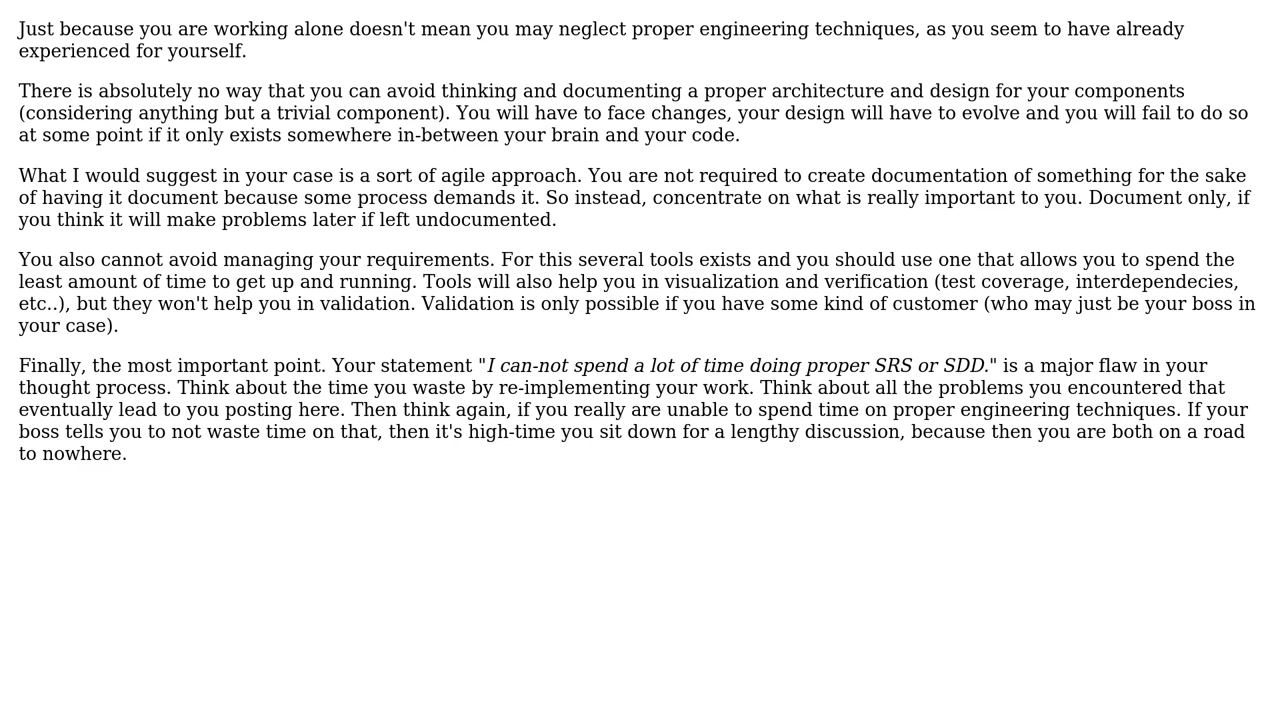 Just because you are working alone doesn't mean you may neglect proper engineering techniques, as you seem to have already
experienced for yourself.
There is absolutely no way that you can avoid thinking and documenting a proper architecture and design for your components
(considering anything but a trivial component). You will have to face changes, your design will have to evolve and you will fail to do so
at some point if it only exists somewhere in-between your brain and your code.
What I would suggest in your case is a sort of agile approach. You are not required to create documentation of something for the sake
of having it document because some process demands it. So instead, concentrate on what is really important to you. Document only, if
you think it will make problems later if left undocumented.
You also cannot avoid managing your requirements. For this several tools exists and you should use one that allows you to spend the
least amount of time to get up and running. Tools will also help you in visualization and verification (test coverage, interdependecies,
etc..), but they won't help you in validation. Validation is only possible if you have some kind of customer (who may just be your boss in
your case).
Finally, the most important point. Your statement "I can-not spend a lot of time doing proper SRS or SDD." is a major flaw in your
thought process. Think about the time you waste by re-implementing your work. Think about all the problems you encountered that
eventually lead to you posting here. Then think again, if you really are unable to spend time on proper engineering techniques. If your
boss tells you to not waste time on that, then it's high-time you sit down for a lengthy discussion, because then you are both on a road
to nowhere.